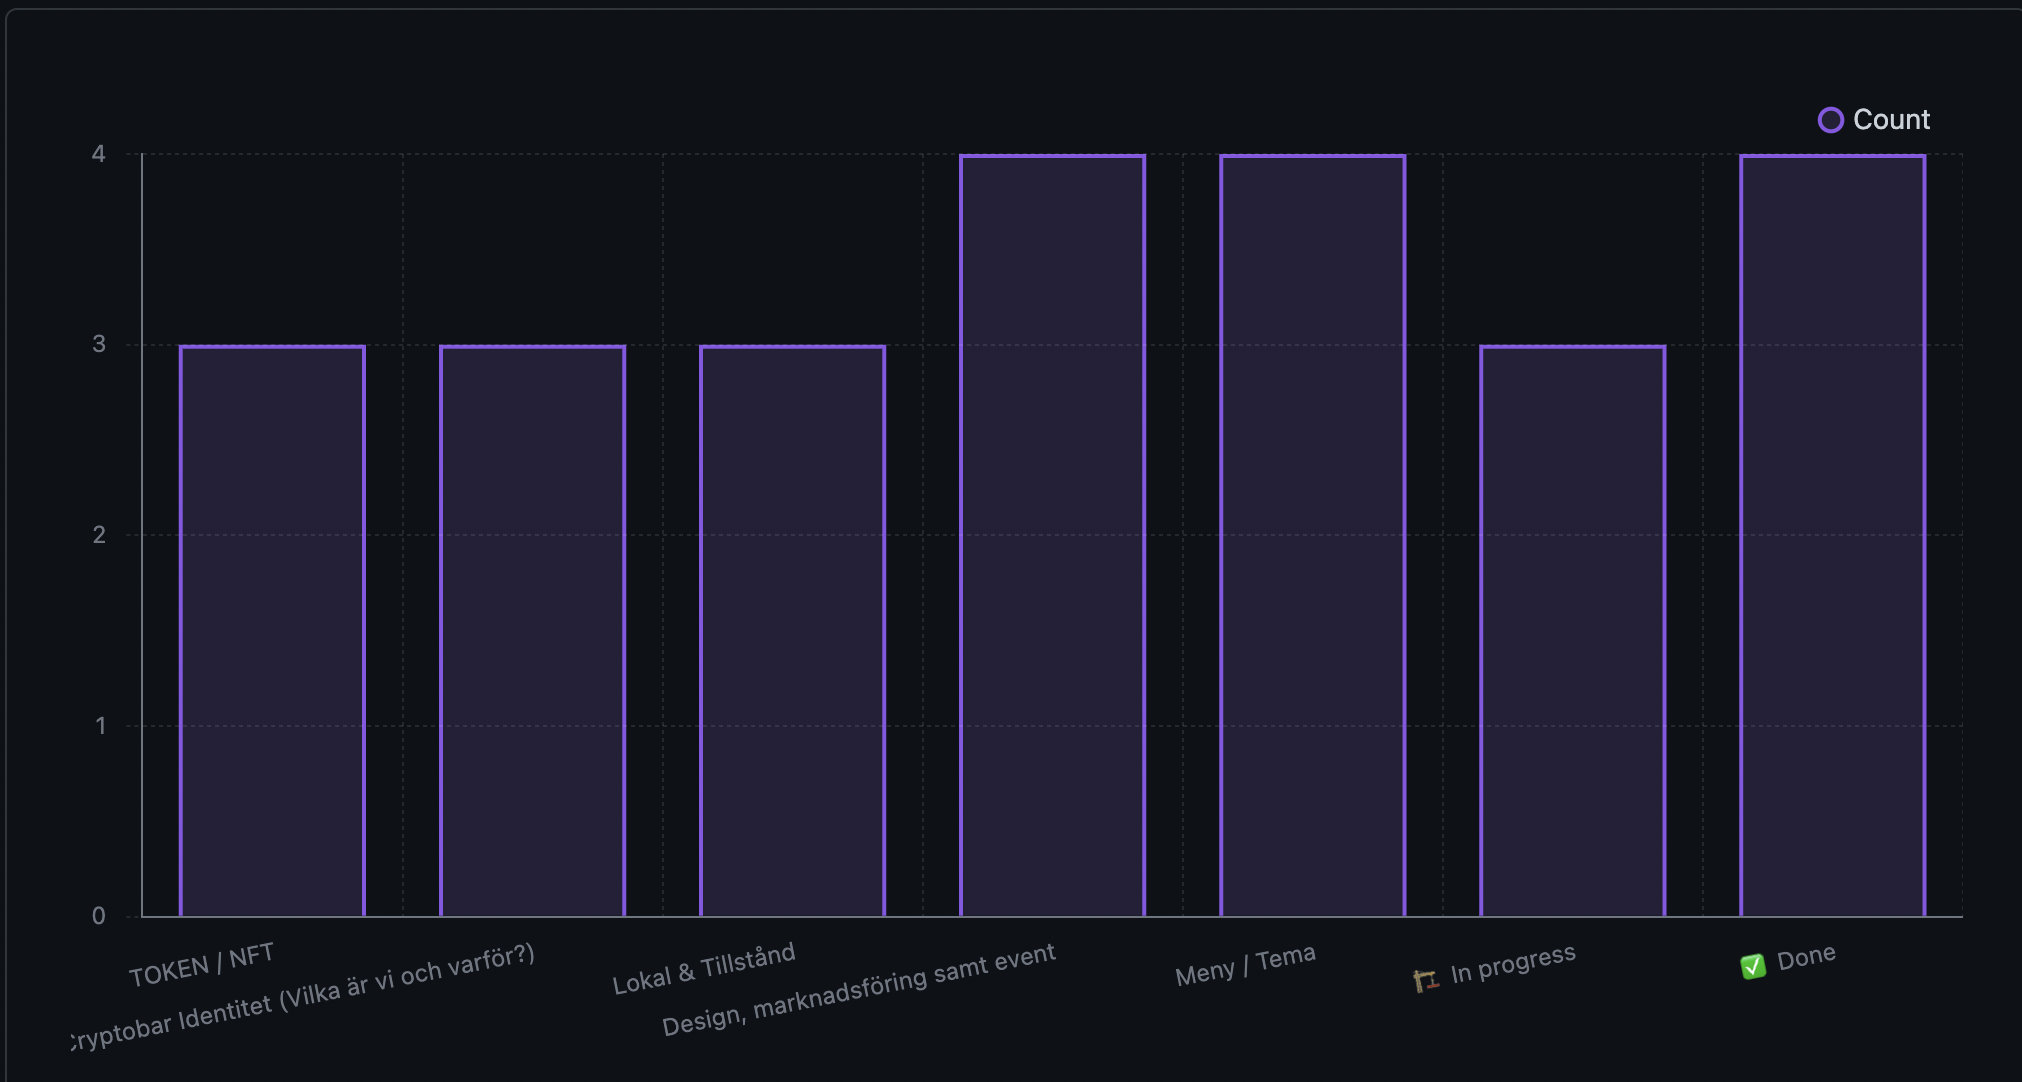 Count
4
3
2
1
0
TOKEN / NFT
Identitet (Vilka är vi och varför?)
Lokal & Tillstånd
Design, marknadsföring samt event
Meny / Tema
🏗️ In progress
✅ Done